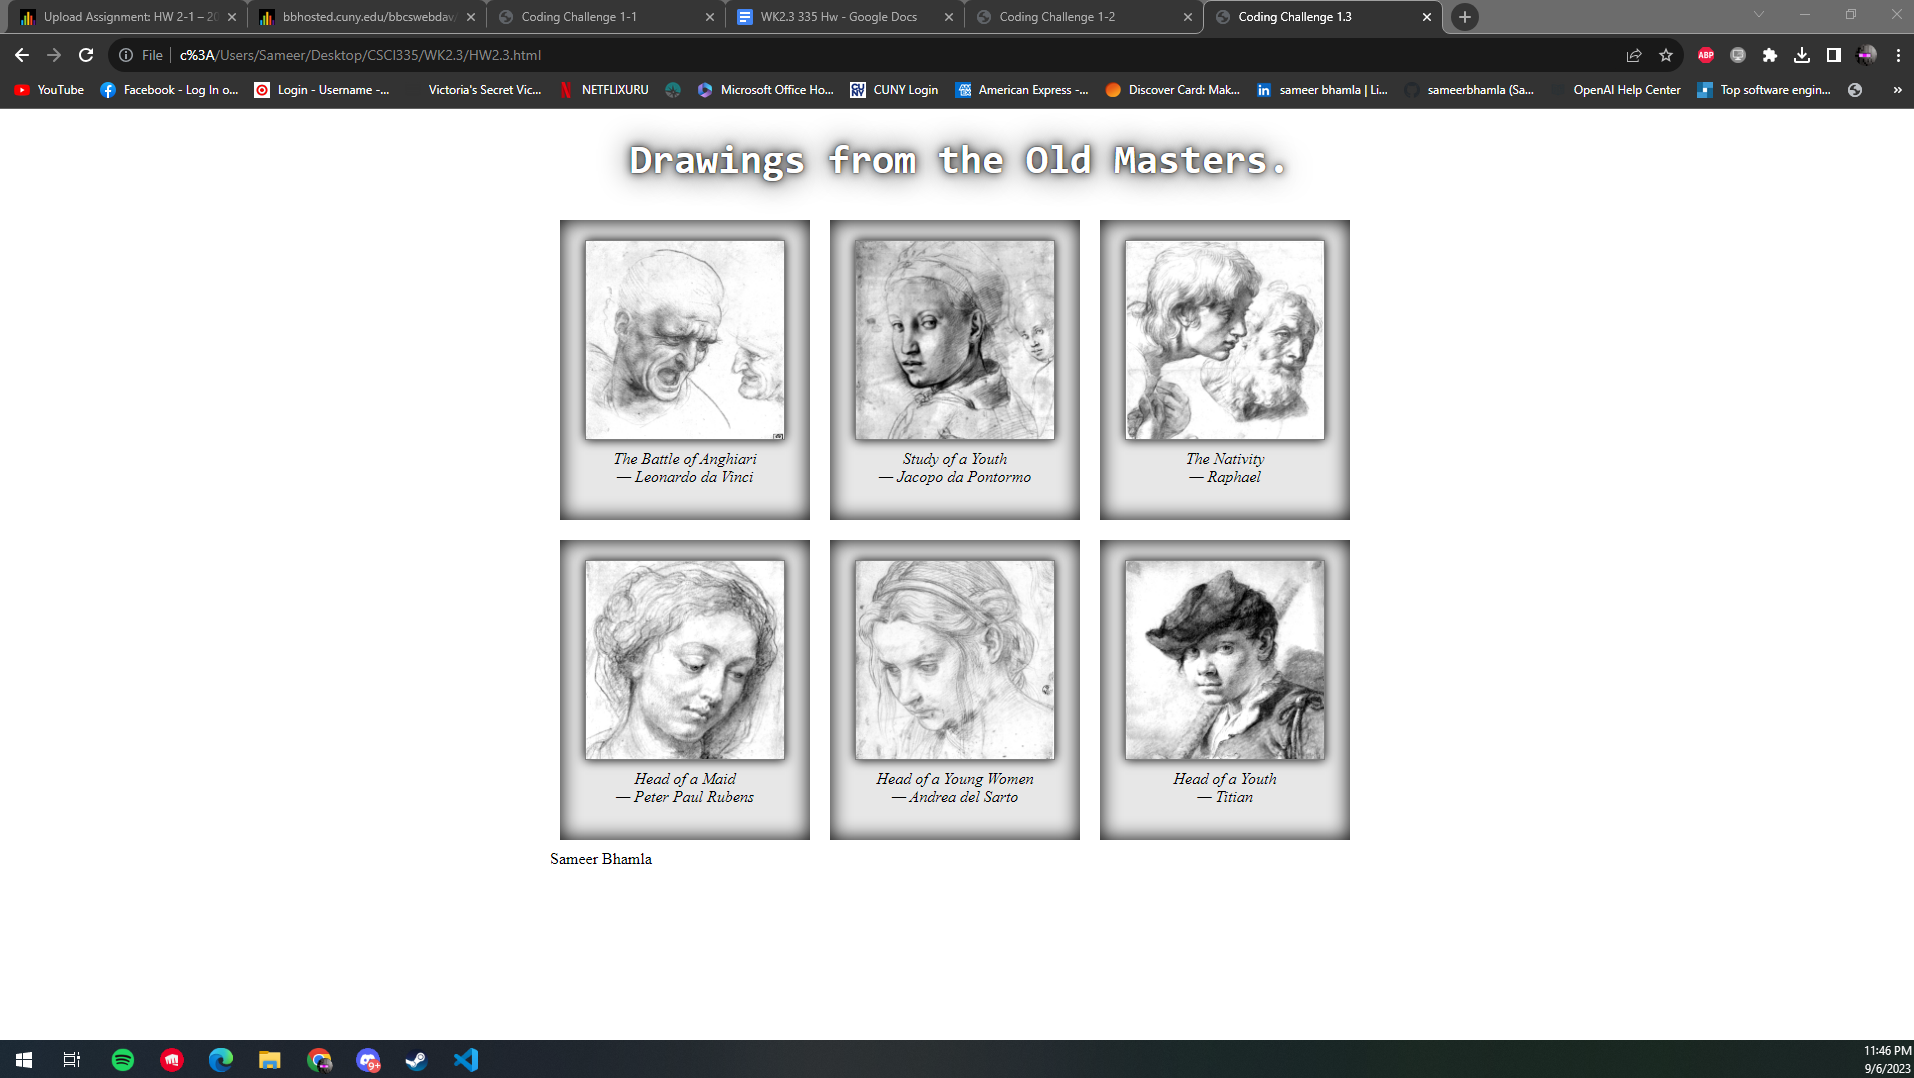 Upload Assignment: HW 2-1 – 20
bbhosted.cuny.edu/bbcswebdav/
Coding Challenge 1-1
WK2.3 335 Hw - Google Docs
Coding Challenge 1-2
Coding Challenge 1.3
File
c%3A/Users/Sameer/Desktop/CSCI335/WK2.3/HW2.3.html
ABP
YouTube
Facebook - Log In o...
Login - Username -...
Victoria's Secret Vic...
NETFLIXURU
Microsoft Office Ho...
CUNY Login
American Express -...
Discover Card: Mak...
sameer bhamla | Li...
sameerbhamla (Sa...
OpenAI Help Center
Top software engin...
Drawings from the Old Masters.
The Battle of Anghiari
— Leonardo da Vinci
Study of a Youth
— Jacopo da Pontormo
The Nativity
— Raphael
Head of a Maid
— Peter Paul Rubens
Head of a Young Women
— Andrea del Sarto
Head of a Youth
— Titian
Sameer Bhamla
9+
11:46 PM
9/6/2023